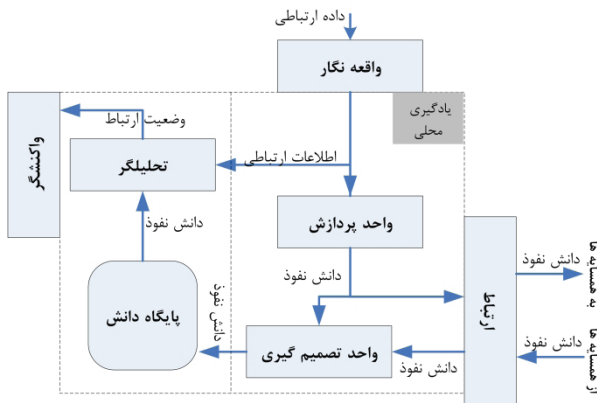 داده ارتباطی
واقعه نگار
یادگیری
محلی
وضعیت ارتباط
واکنشگر
تحلیلگر
اطلاعات ارتباطی
واحد پردازش
دانش نفوذ
دانش نفوذ
دانش نفوذ
به همسایه ها
ارتباط
پایگاه دانش
دانش نفوذ
واحد تصمیم گیری
دانش نفوذ
دانش نفوذ
از همسایه ها